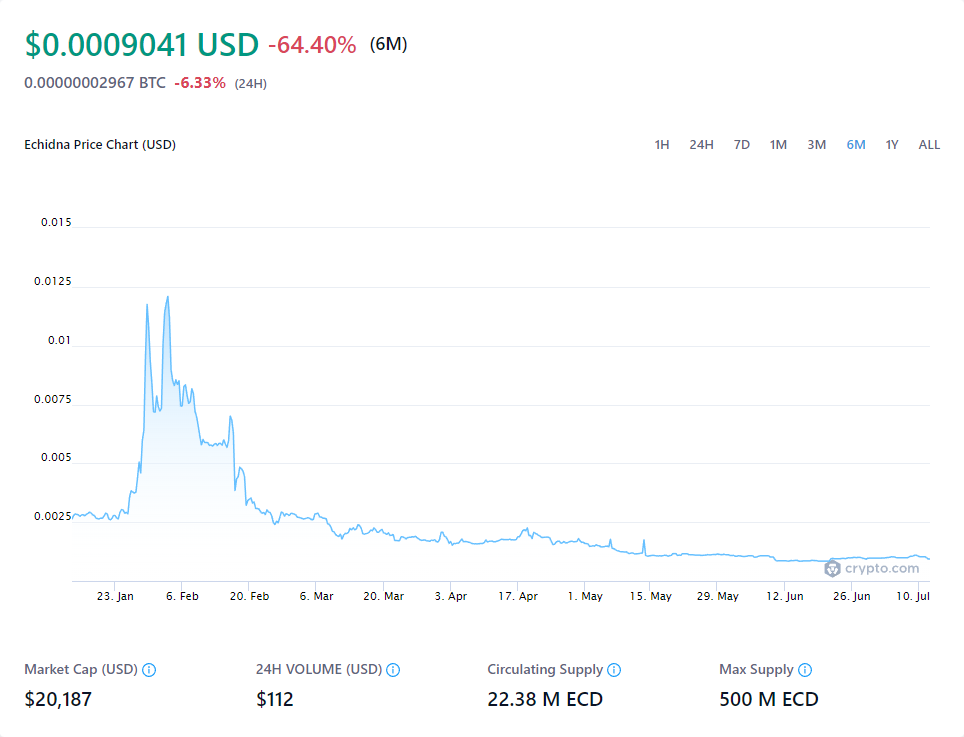 $0.0009041 USD -64.40% (6M)
0.00000002967 BTC -6.33% (24H)
Echidna Price Chart (USD)
1H 24H 7D 1M 3M 6M 1Y ALL
0.015
0.0125
0.01
0.0075
0.005
0.0025
crypto.com
23. Jan 6. Feb 20. Feb 6. Mar 20. Mar 3. Apr 17. Apr 1. May 15. May 29. May 12. Jun 26. Jun 10. Jul
Market Cap (USD) 24H VOLUME (USD) Circulating Supply Max Supply
$20,187 $112 22.38 M ECD 500 M ECD